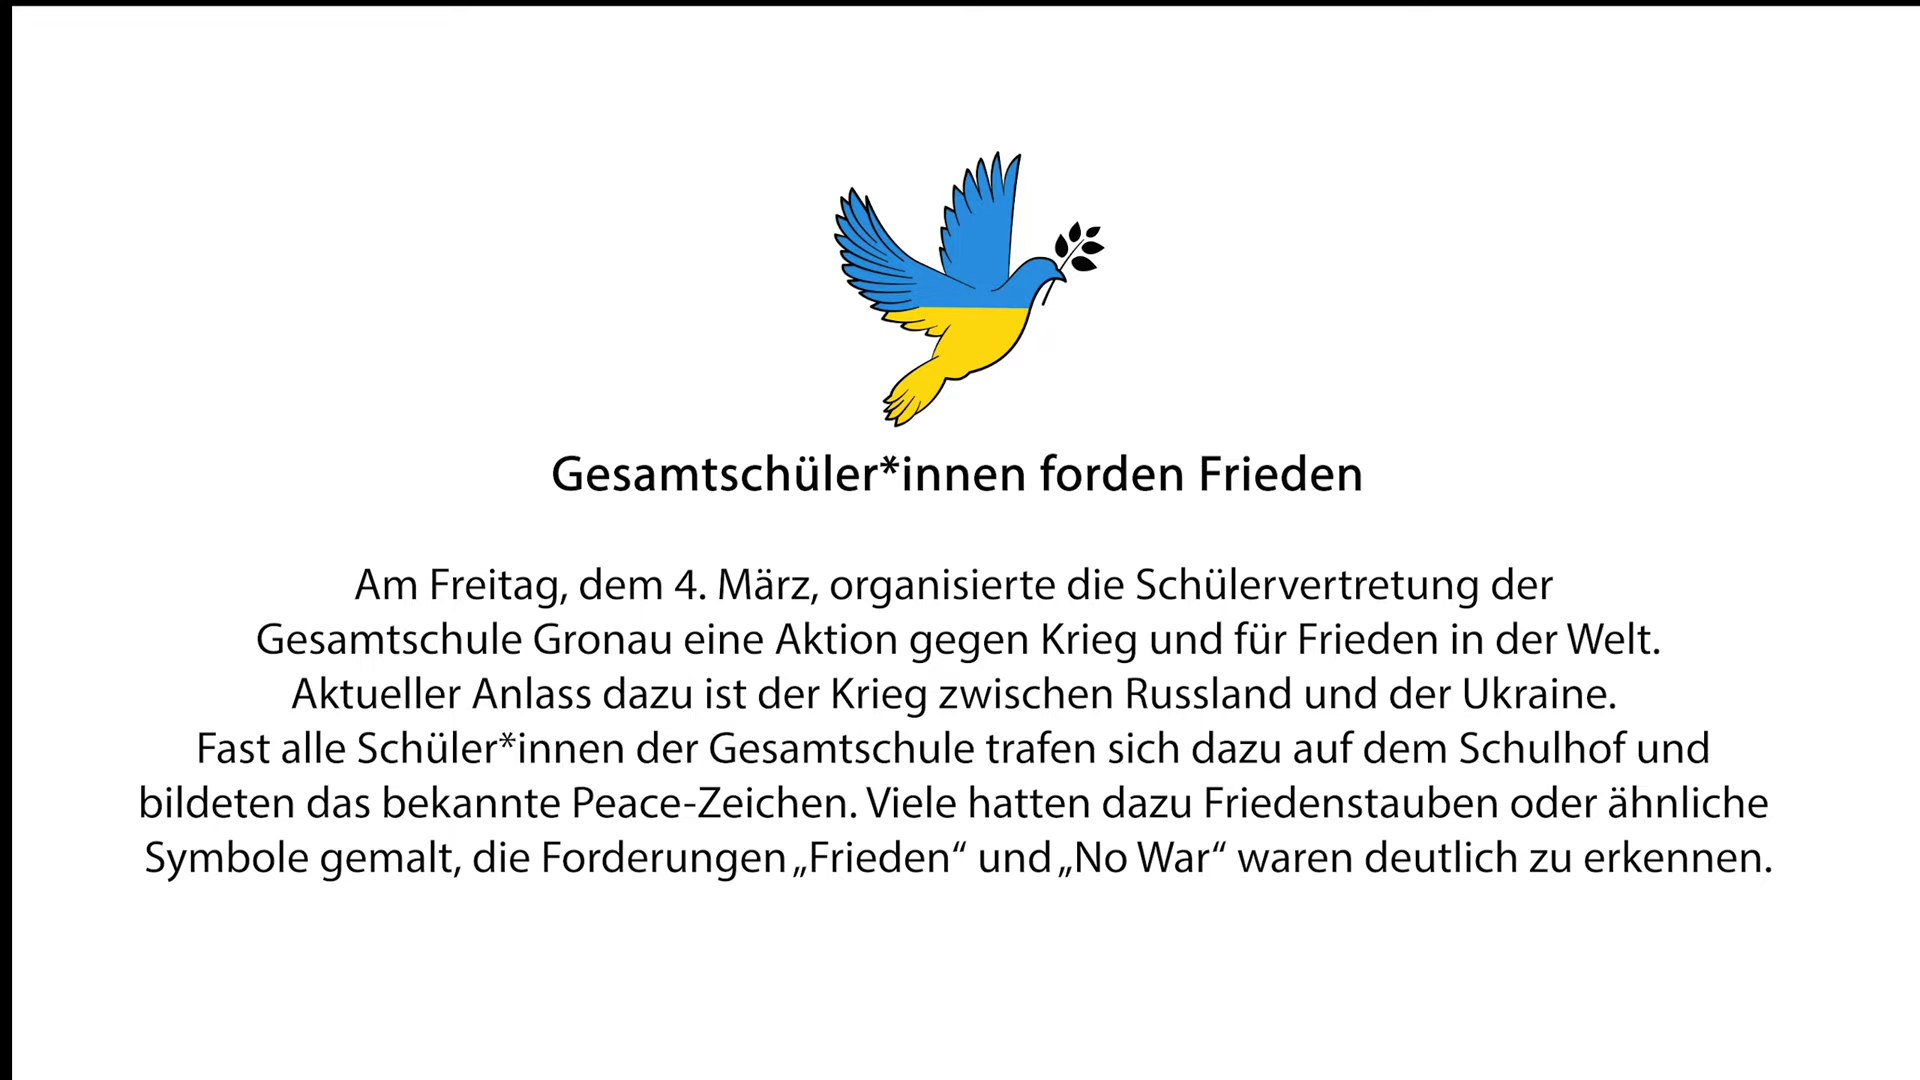 Gesamtschüler*innen forden Frieden
Am Freitag, dem 4. März, organisierte die Schülervertretung der
Gesamtschule Gronau eine Aktion gegen Krieg und für Frieden in der Welt.
Aktueller Anlass dazu ist der Krieg zwischen Russland und der Ukraine.
Fast alle Schüler*innen der Gesamtschule trafen sich dazu auf dem Schulhof und
bildeten das bekannte Peace-Zeichen. Viele hatten dazu Friedenstauben oder ähnliche
Symbole gemalt, die Forderungen „Frieden“ und „No War“ waren deutlich zu erkennen.